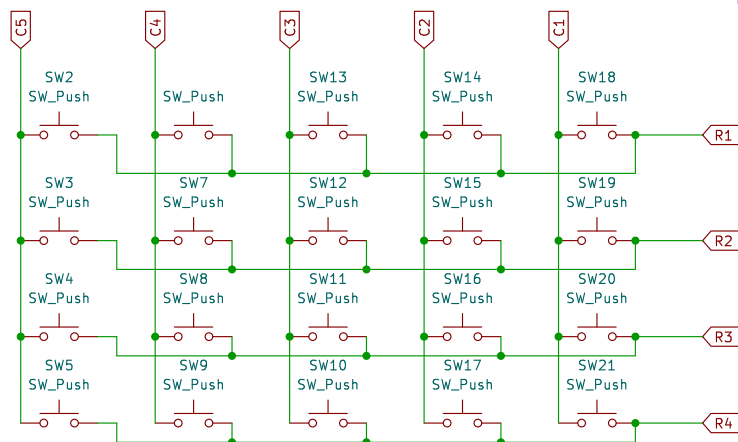 C5
C4
C3
C2
C1
SW2
SW_Push
SW_Push
SW13
SW_Push
SW14
SW_Push
SW18
SW_Push
R1
SW3
SW_Push
SW7
SW_Push
SW12
SW_Push
SW15
SW_Push
SW19
SW_Push
R2
SW4
SW_Push
SW8
SW_Push
SW11
SW_Push
SW16
SW_Push
SW20
SW_Push
R3
SW5
SW_Push
SW9
SW_Push
SW10
SW_Push
SW17
SW_Push
SW21
SW_Push
R4